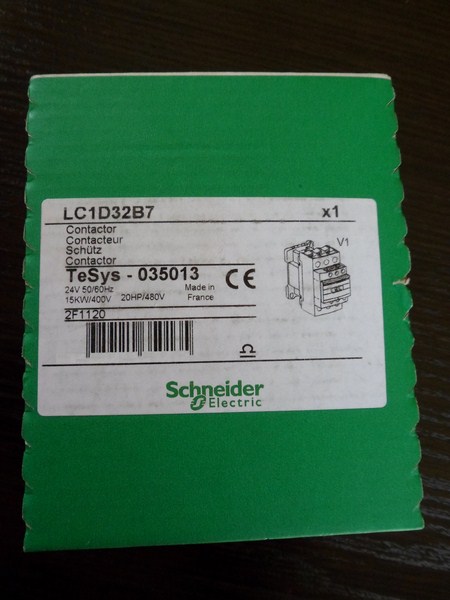 LC1D32B7 x1
Contactor
Contacteur
Schütz
Contactor
V1
TeSys - 035013
24V 50/60Hz Made in
15KW/400V 20HP/480V France
CE
2F1120
Schneider
Electric